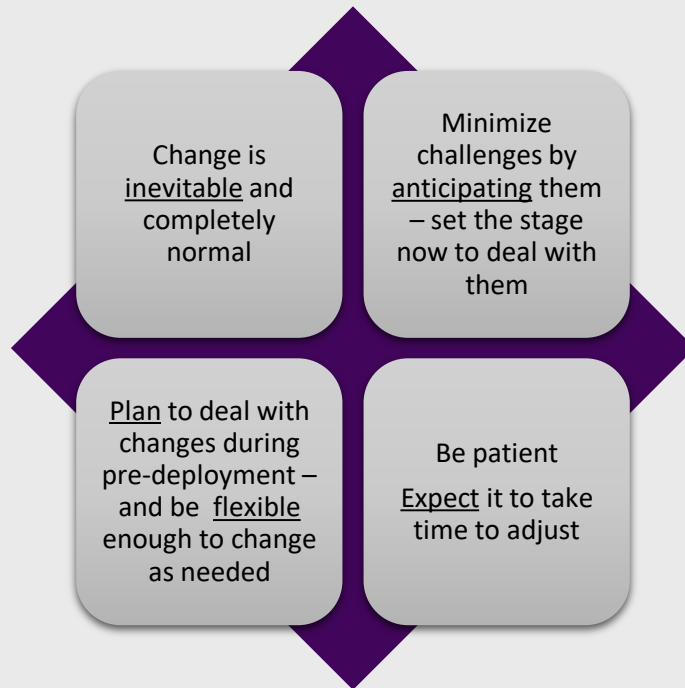 Change is
inevitable and
completely
normal
Minimize
challenges by
anticipating them
– set the stage
now to deal with
them
Plan to deal with
changes during
pre-deployment –
and be  flexible
enough to change
as needed
Be patient
Expect it to take
time to adjust